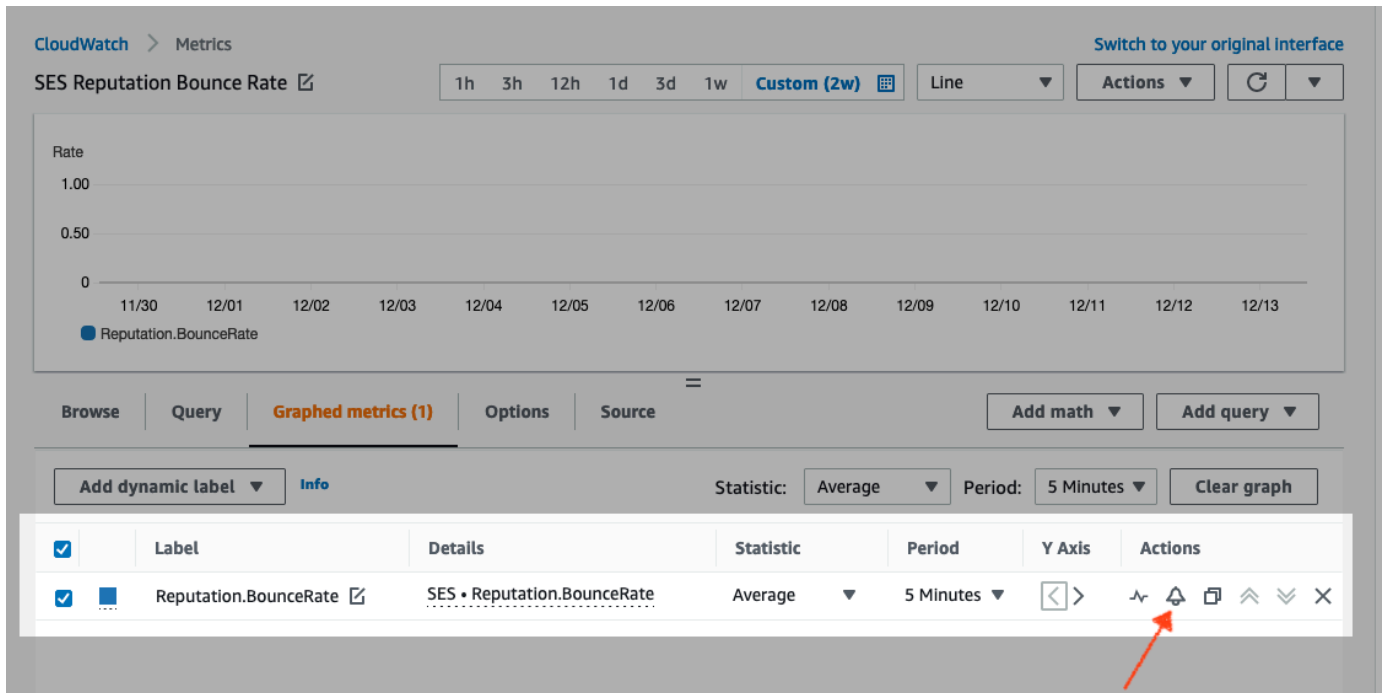 CloudWatch > Metrics
Switch to your original interface
SES Reputation Bounce Rate
1h 3h 12h 1d 3d 1w Custom (2w) Line Actions
Rate
1.00
0.50
0
11/30 12/01 12/02 12/03 12/04 12/05 12/06 12/07 12/08 12/09 12/10 12/11 12/12 12/13
Reputation.BounceRate
Browse Query Graphed metrics (1) Options Source Add math Add query
Add dynamic label Info Statistic: Average Period: 5 Minutes Clear graph
Label Details Statistic Period Y Axis Actions
Reputation.BounceRate SES • Reputation.BounceRate Average 5 Minutes